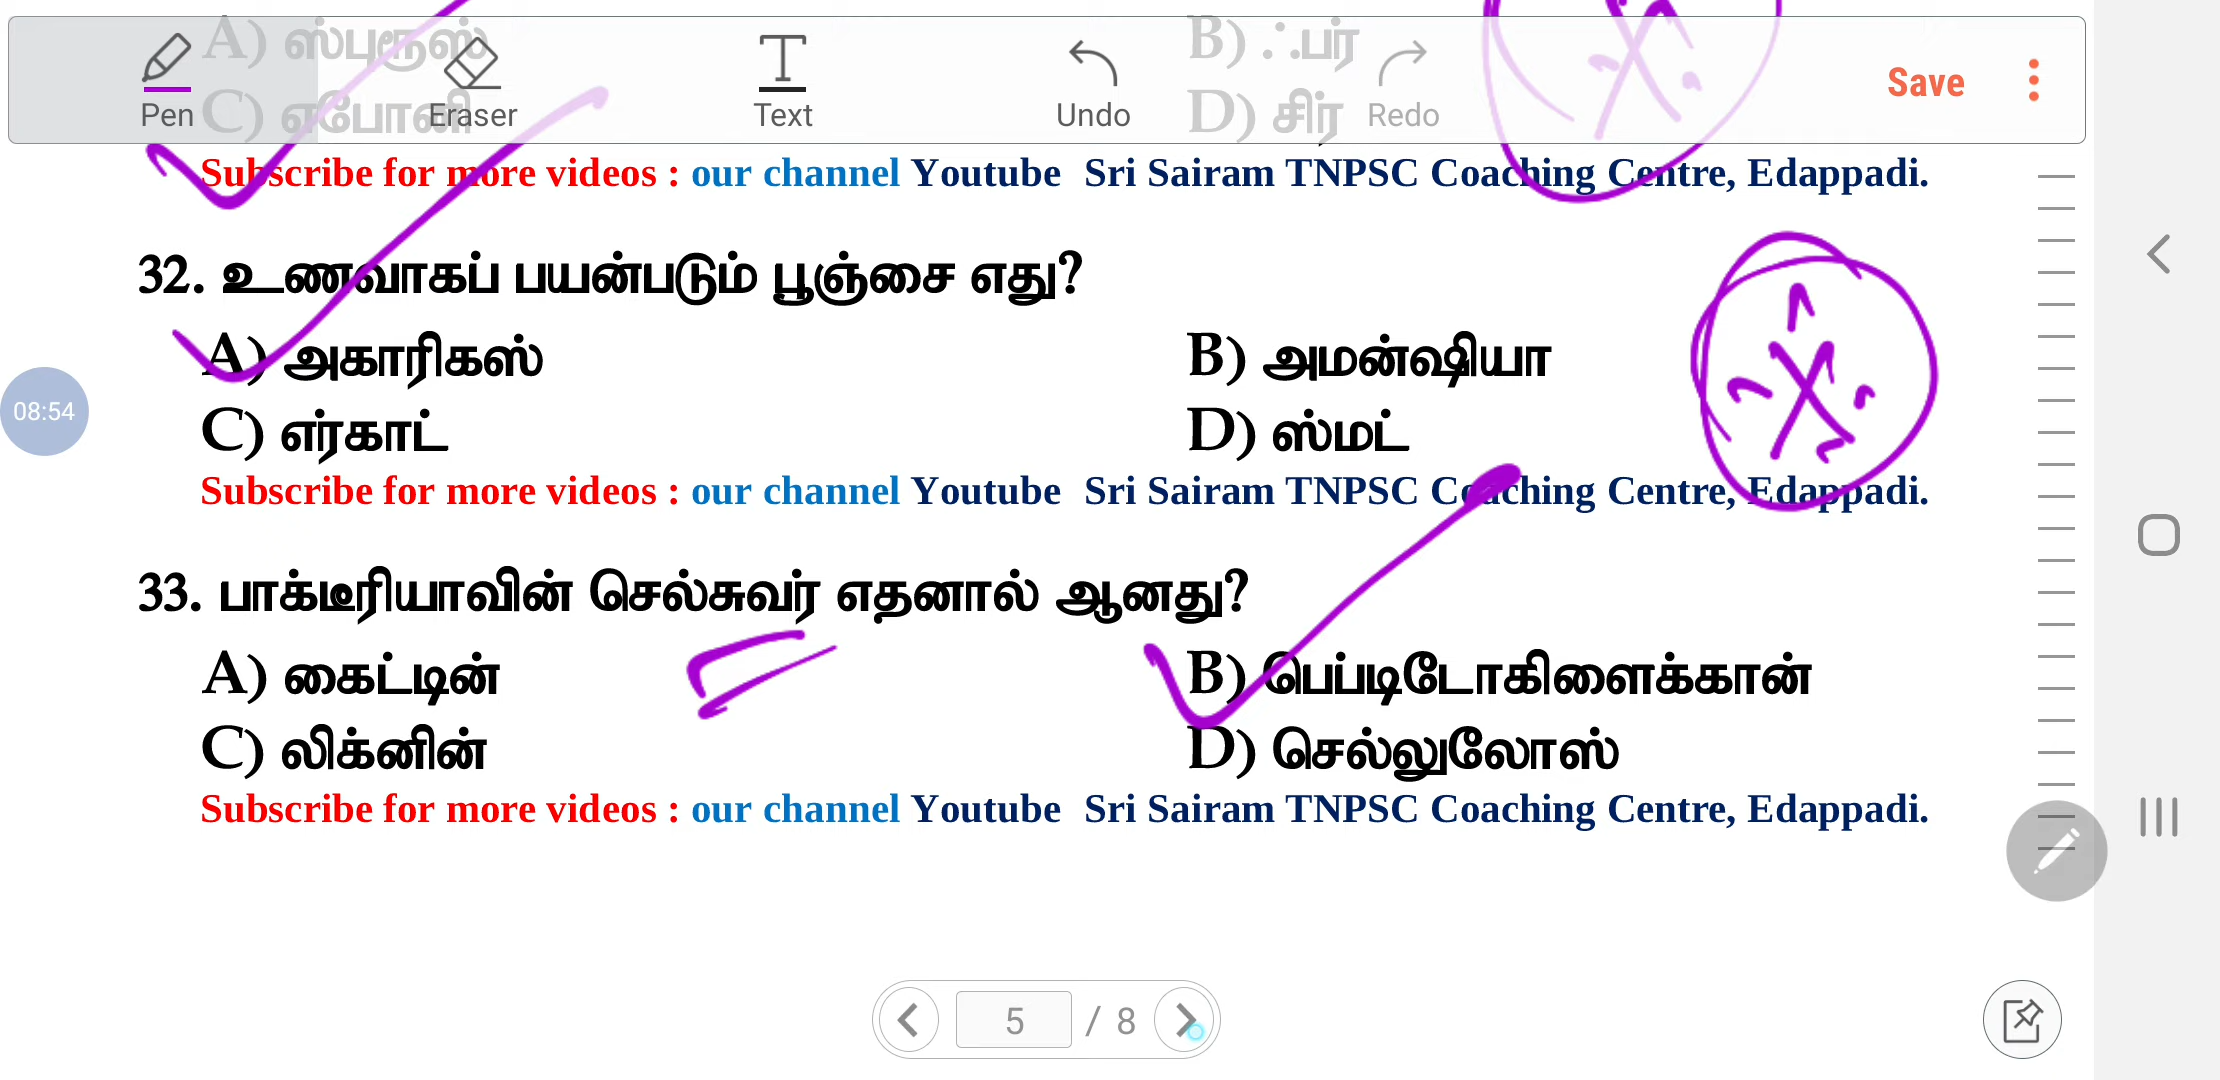 A) ஸ்புரூஸ் B) ஃபர்
Pen Eraser Text Undo Redo Save
C) எபோனி D) சிர்
Subscribe for more videos : our channel Youtube Sri Sairam TNPSC Coaching Centre, Edappadi.
32. உணவாகப் பயன்படும் பூஞ்சை எது?
A) அகாரிகஸ் B) அமன்ஷியா
08:54
C) எர்காட் D) ஸ்மட்
Subscribe for more videos : our channel Youtube Sri Sairam TNPSC Coaching Centre, Edappadi.
33. பாக்டீரியாவின் செல்சுவர் எதனால் ஆனது?
A) கைட்டின் B) பெப்டிடோகிளைக்கான்
C) லிக்னின் D) செல்லுலோஸ்
Subscribe for more videos : our channel Youtube Sri Sairam TNPSC Coaching Centre, Edappadi.
5 / 8